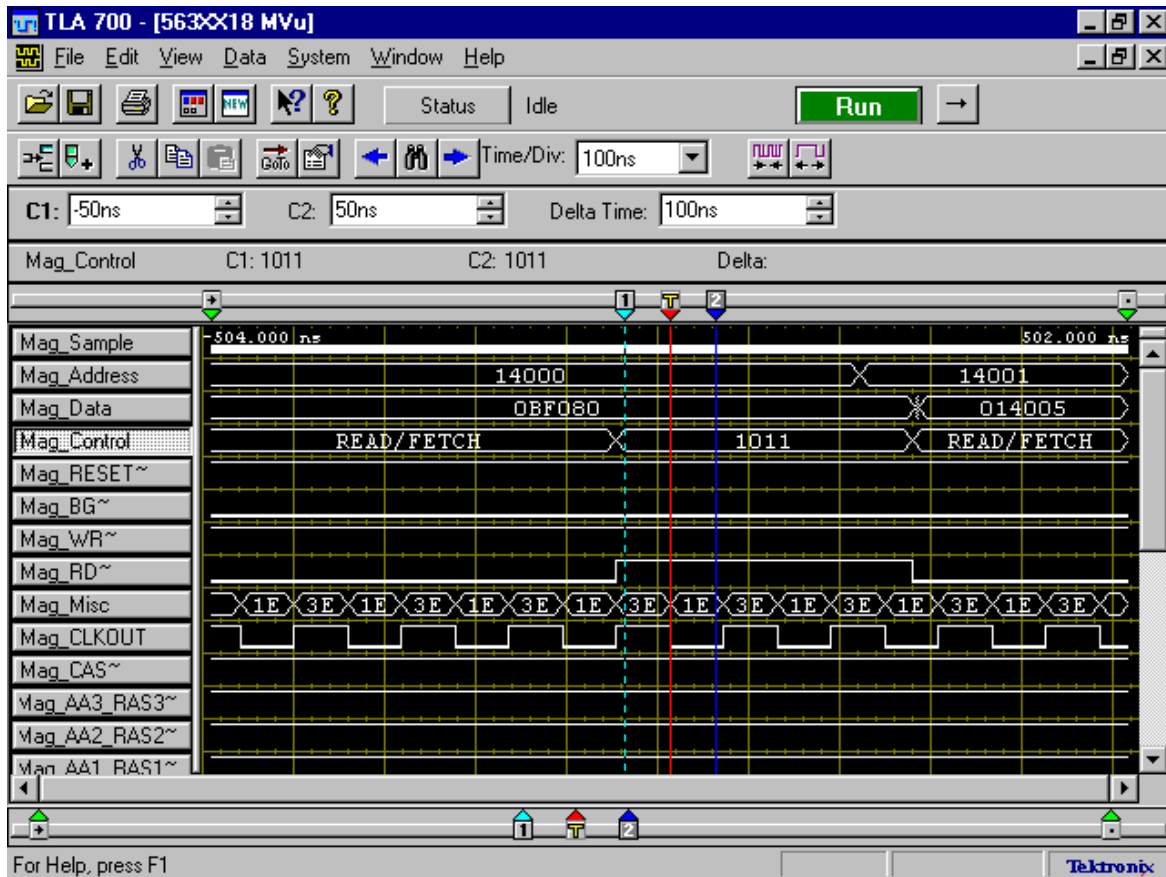 TLA 700 - [563XX18 MVu]
File Edit View Data System Window Help
NEW Status Idle Run
GoTo Time/Div: 100ns
C1: -50ns C2: 50ns Delta Time: 100ns
Mag_Control C1: 1011 C2: 1011 Delta:
1 T 2
Mag_Sample -504.000 ns 502.000 ns
Mag_Address 14000 14001
Mag_Data 0BF080 014005
Mag_Control READ/FETCH 1011 READ/FETCH
Mag_RESET~
Mag_BG~
Mag_WR~
Mag_RD~
Mag_Misc 1E 3E 1E 3E 1E 3E 1E 3E 1E 3E 1E 3E 1E 3E 1E 3E
Mag_CLKOUT
Mag_CAS~
Mag_AA3_RAS3~
Mag_AA2_RAS2~
Mag_AA1_RAS1~
1 T 2
For Help, press F1 Tektronix